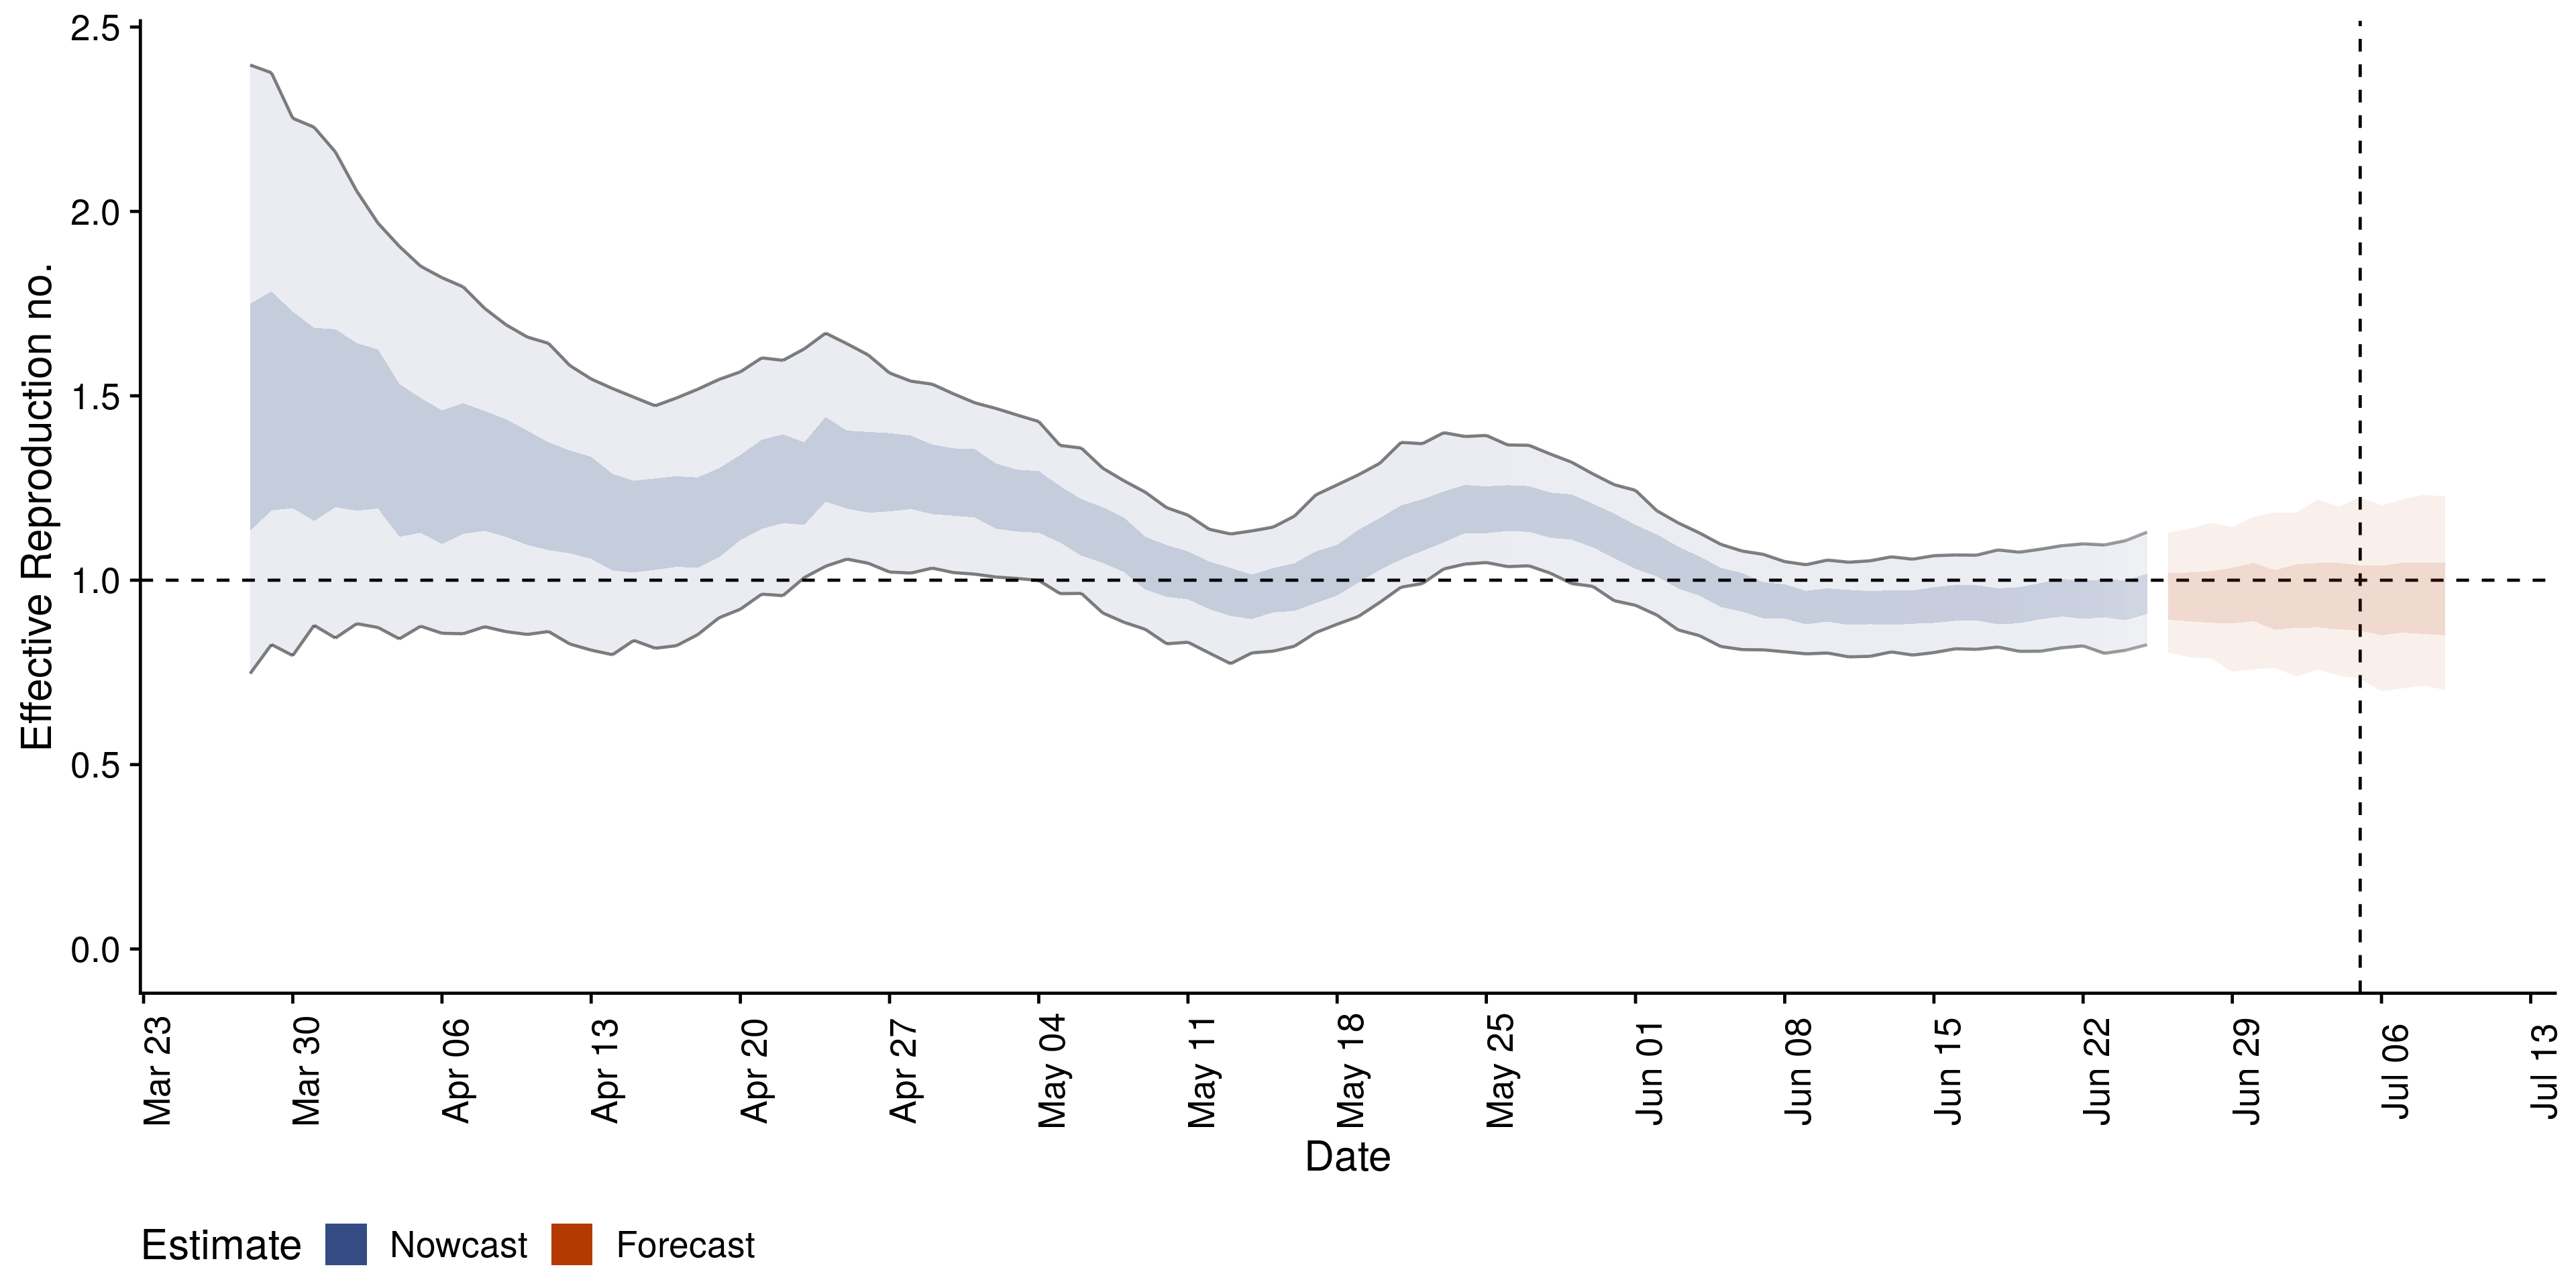 Effective Reproduction no.
2.5
2.0
1.5
1.0
0.5
0.0
Mar 23
Mar 30
Apr 06
Apr 13
Apr 20
Apr 27
May 04
May 11
May 18
May 25
Jun 01
Jun 08
Jun 15
Jun 22
Jun 29
Jul 06
Jul 13
Date
Estimate Nowcast Forecast